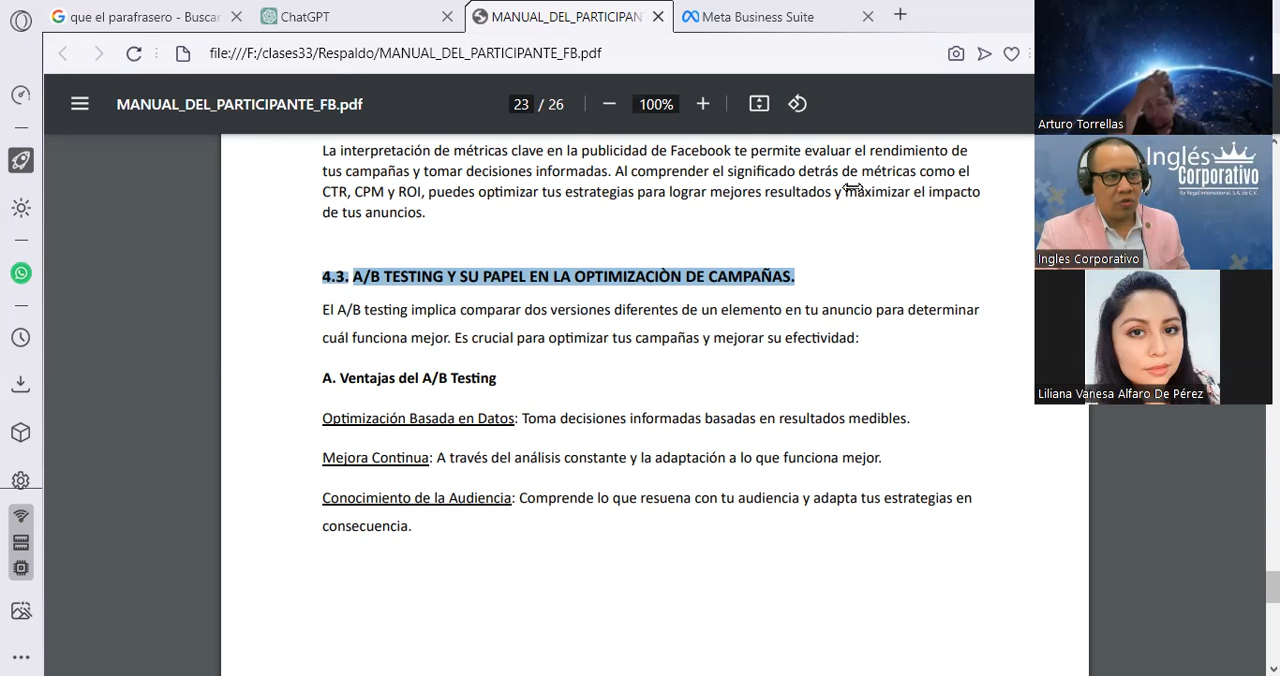 que el parafrasero - Buscar
ChatGPT
MANUAL_DEL_PARTICIPAN
Meta Business Suite
file:///F:/clases33/Respaldo/MANUAL_DEL_PARTICIPANTE_FB.pdf
MANUAL_DEL_PARTICIPANTE_FB.pdf
23 / 26
100%
La interpretación de métricas clave en la publicidad de Facebook te permite evaluar el rendimiento de
tus campañas y tomar decisiones informadas. Al comprender el significado detrás de métricas como el
CTR, CPM y ROI, puedes optimizar tus estrategias para lograr mejores resultados y maximizar el impacto
de tus anuncios.
4.3. A/B TESTING Y SU PAPEL EN LA OPTIMIZACIÒN DE CAMPAÑAS.
El A/B testing implica comparar dos versiones diferentes de un elemento en tu anuncio para determinar
cuál funciona mejor. Es crucial para optimizar tus campañas y mejorar su efectividad:
A. Ventajas del A/B Testing
Optimización Basada en Datos: Toma decisiones informadas basadas en resultados medibles.
Mejora Continua: A través del análisis constante y la adaptación a lo que funciona mejor.
Conocimiento de la Audiencia: Comprende lo que resuena con tu audiencia y adapta tus estrategias en
consecuencia.
Arturo Torrellas
Inglés
Corporativo
By Regal International, S.A. de C.V.
Ingles Corporativo
Liliana Vanesa Alfaro De Pérez